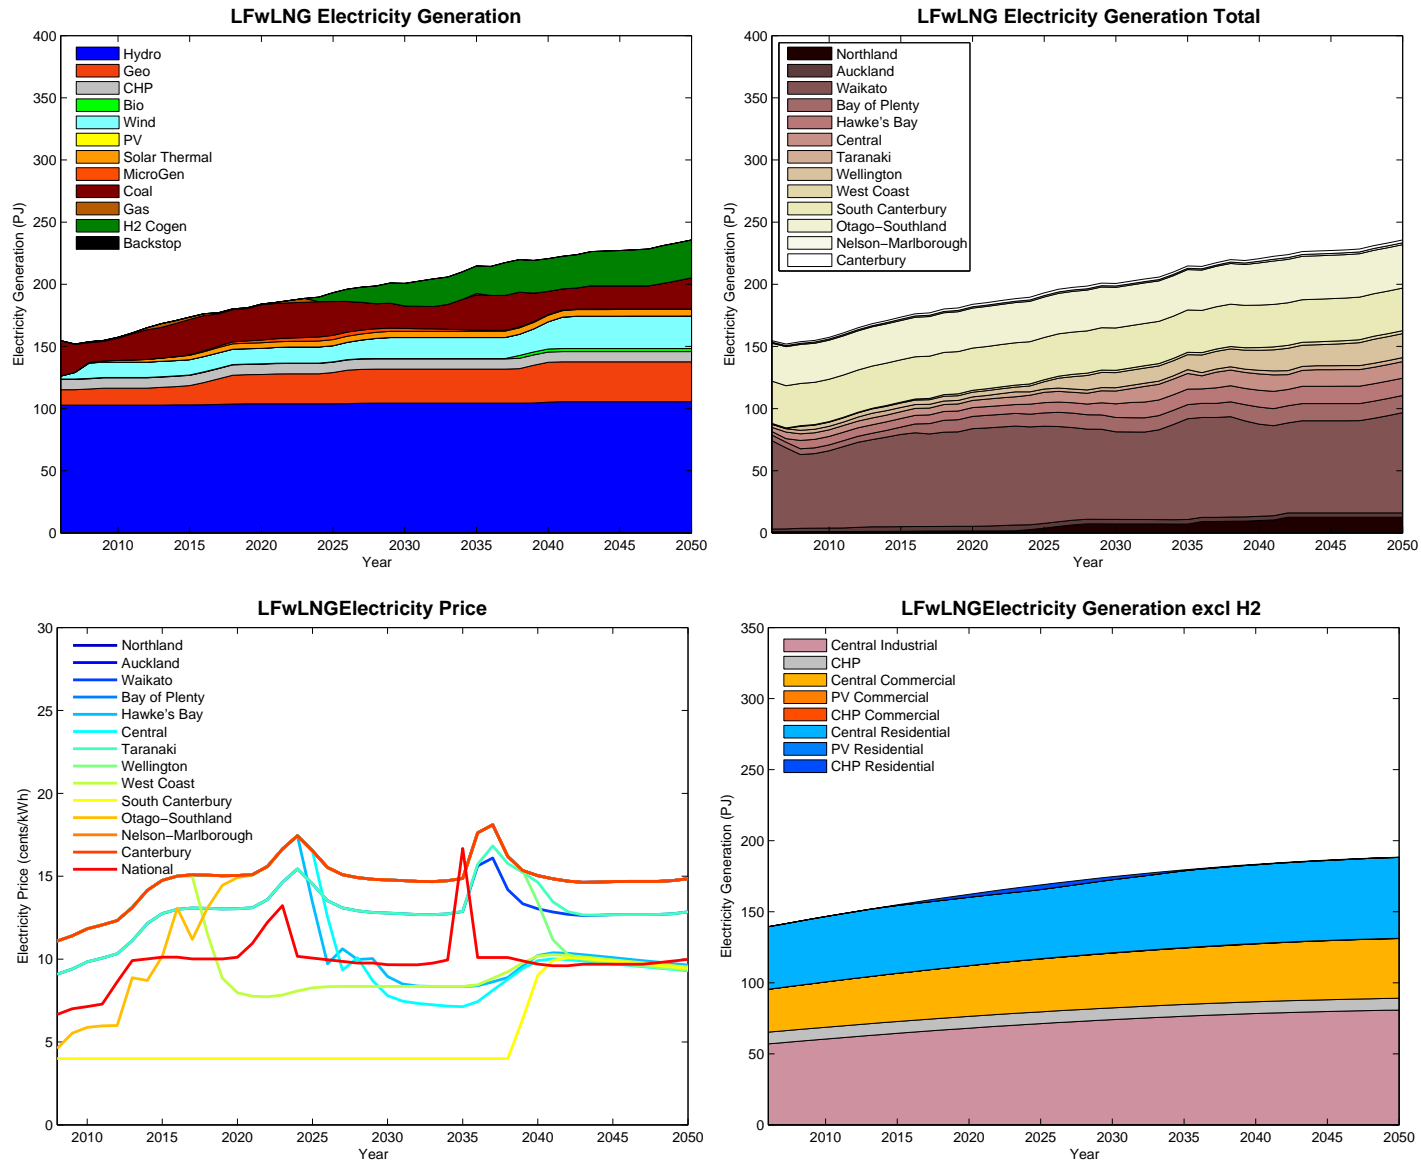 LFwLNG Electricity Generation
400
350
300
250
200
150
100
50
0
Electricity Generation (PJ)
Hydro
Geo
CHP
Bio
Wind
PV
Solar Thermal
MicroGen
Coal
Gas
H2 Cogen
Backstop
2010 2015 2020 2025 2030 2035 2040 2045 2050
Year
LFwLNG Electricity Generation Total
400
350
300
250
200
150
100
50
0
Electricity Generation (PJ)
Northland
Auckland
Waikato
Bay of Plenty
Hawke's Bay
Central
Taranaki
Wellington
West Coast
South Canterbury
Otago−Southland
Nelson−Marlborough
Canterbury
2010 2015 2020 2025 2030 2035 2040 2045 2050
Year
LFwLNGElectricity Price
30
25
20
15
10
5
0
Electricity Price (cents/kWh)
Northland
Auckland
Waikato
Bay of Plenty
Hawke's Bay
Central
Taranaki
Wellington
West Coast
South Canterbury
Otago−Southland
Nelson−Marlborough
Canterbury
National
2010 2015 2020 2025 2030 2035 2040 2045 2050
Year
LFwLNGElectricity Generation excl H2
350
300
250
200
150
100
50
0
Electricity Generation (PJ)
Central Industrial
CHP
Central Commercial
PV Commercial
CHP Commercial
Central Residential
PV Residential
CHP Residential
2010 2015 2020 2025 2030 2035 2040 2045 2050
Year